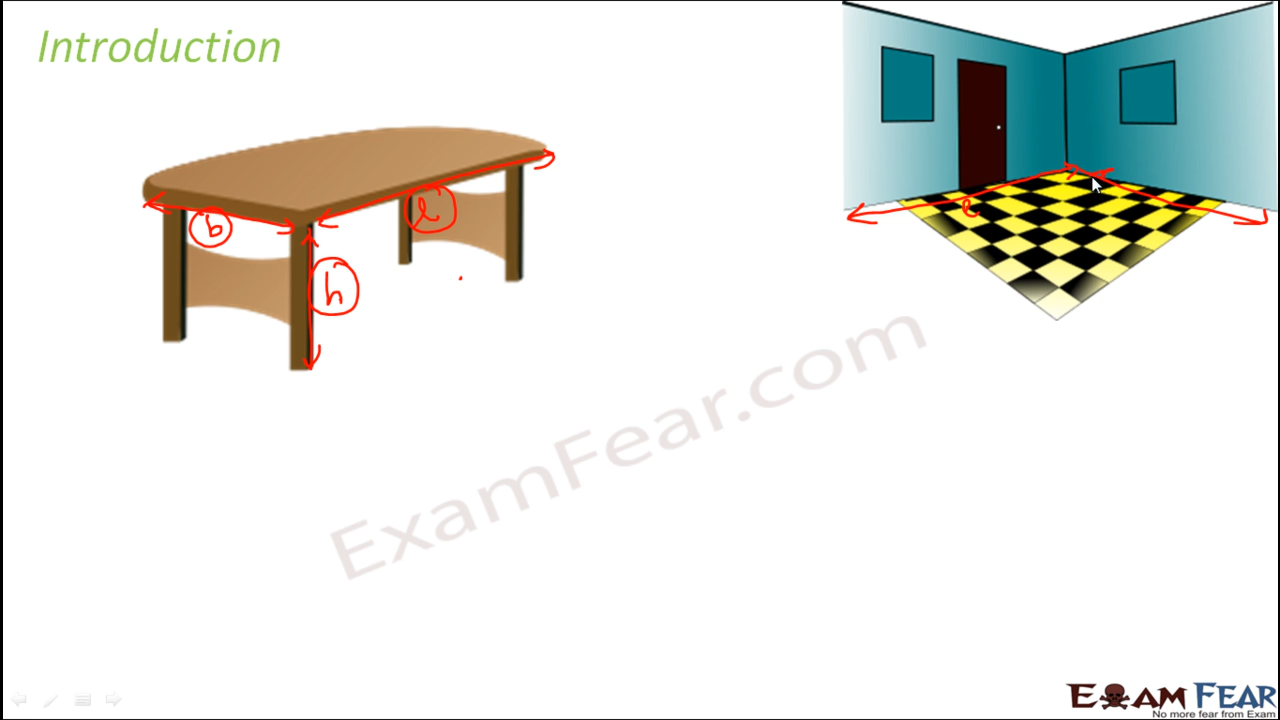 Introduction
b
l
h
l
ExamFear.com
EXAM FEAR
No more fear from Exam